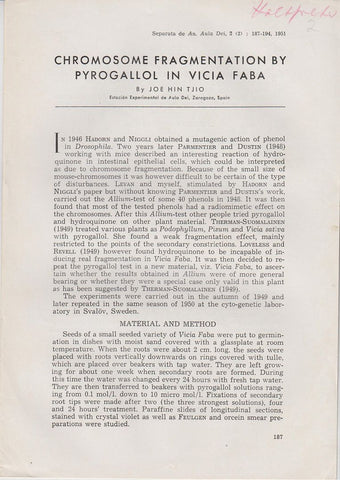 Separata de An. Aula Dei, 2 (2) : 187-194, 1951
CHROMOSOME FRAGMENTATION BY
PYROGALLOL IN VICIA FABA
By JOE HIN TJIO
Estación Experimental de Aula Dei, Zaragoza, Spain
IN 1946 HADORN and NIGGLI obtained a mutagenic action of phenol
in Drosophila. Two years later PARMENTIER and DUSTIN (1948)
working with mice described an interesting reaction of hydro-
quinone in intestinal epithelial cells, which could be interpreted
as due to chromosome fragmentation. Because of the small size of
mouse-chromosomes it was however difficult to be certain of the type
of disturbances. LEVAN and myself, stimulated by HADORN and
NIGGLI's paper but without knowing PARMENTIER and DUSTIN's work,
carried out the Allium-test of some 40 phenols in 1948. It was then
found that most of the tested phenols had a radiomimetic effect on
the chromosomes. After this Allium-test other people tried pyrogallol
and hydroquinone on other plant material. THERMAN-SUOMALAINEN
(1949) treated various plants as Podophyllum, Pisum and Vicia sativa
with pyrogallol. She found a weak fragmentation effect, mainly
restricted to the points of the secondary constrictions. LOVELESS and
REVELL (1949) however found hydroquinone to be incapable of in-
ducing real fragmentation in Vicia Faba. It was then decided to re-
peat the pyrogallol test in a new material, viz. Vicia Faba, to ascer-
tain whether the results obtained in Allium were of more general
bearing or whether they were a special case only valid in this plant
as has been suggested by THERMAN-SUOMALAINEN (1949).
The experiments were carried out in the autumn of 1949 and
later repeated in the same season of 1950 at the cyto-genetic labor-
atory in Svalöv, Sweden.
MATERIAL AND METHOD
Seeds of a small seeded variety of Vicia Faba were put to germin-
ation in dishes with moist sand covered with a glassplate at room
temperature. When the roots were about 2 cm. long, the seeds were
placed with roots vertically downwards on rings covered with tulle,
which are placed over beakers with tap water. They are left grow-
ing for about one week when secondary roots are formed. During
this time the water was changed every 24 hours with fresh tap water.
They are then transferred to beakers with pyrogallol solutions rang-
ing from 0.1 mol/l. down to 10 micro mol/l. Fixations of secondary
root tips were made after two (the three strongest solutions), four
and 24 hours' treatment. Paraffine slides of longitudinal sections,
stained with crystal violet as well as FEULGEN and orcein smear pre-
parations were studied.
187